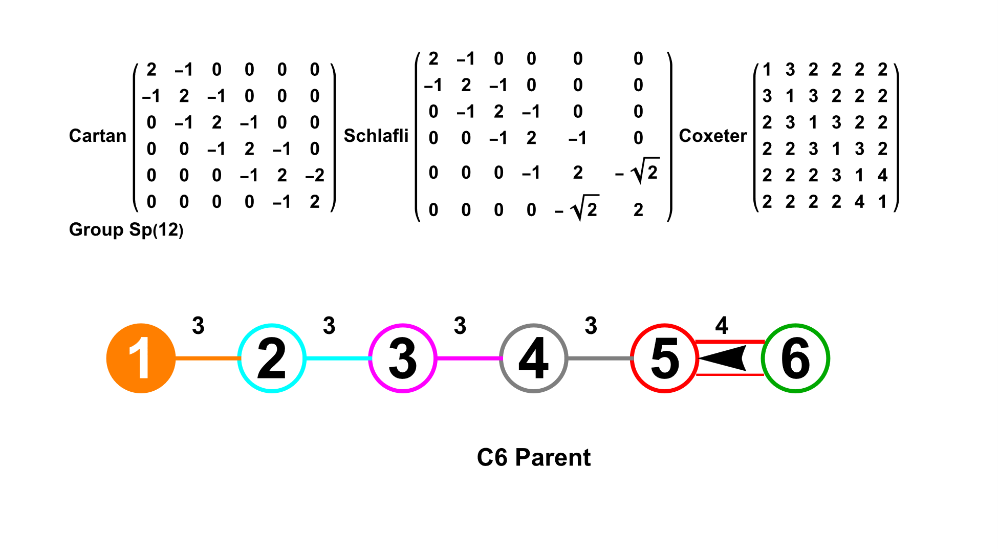 2 –1 0 0 0 0
–1 2 –1 0 0 0
0 –1 2 –1 0 0
0 0 –1 2 –1 0
0 0 0 –1 2 –2
0 0 0 0 –1 2
Cartan
2 –1 0 0 0 0
–1 2 –1 0 0 0
0 –1 2 –1 0 0
0 0 –1 2 –1 0
0 0 0 –1 2 –√2
0 0 0 0 –√2 2
Schlafli
1 3 2 2 2 2
3 1 3 2 2 2
2 3 1 3 2 2
2 2 3 1 3 2
2 2 2 3 1 4
2 2 2 2 4 1
Coxeter
Group Sp(12)
3 3 3 3 4
1 2 3 4 5 6
C6 Parent